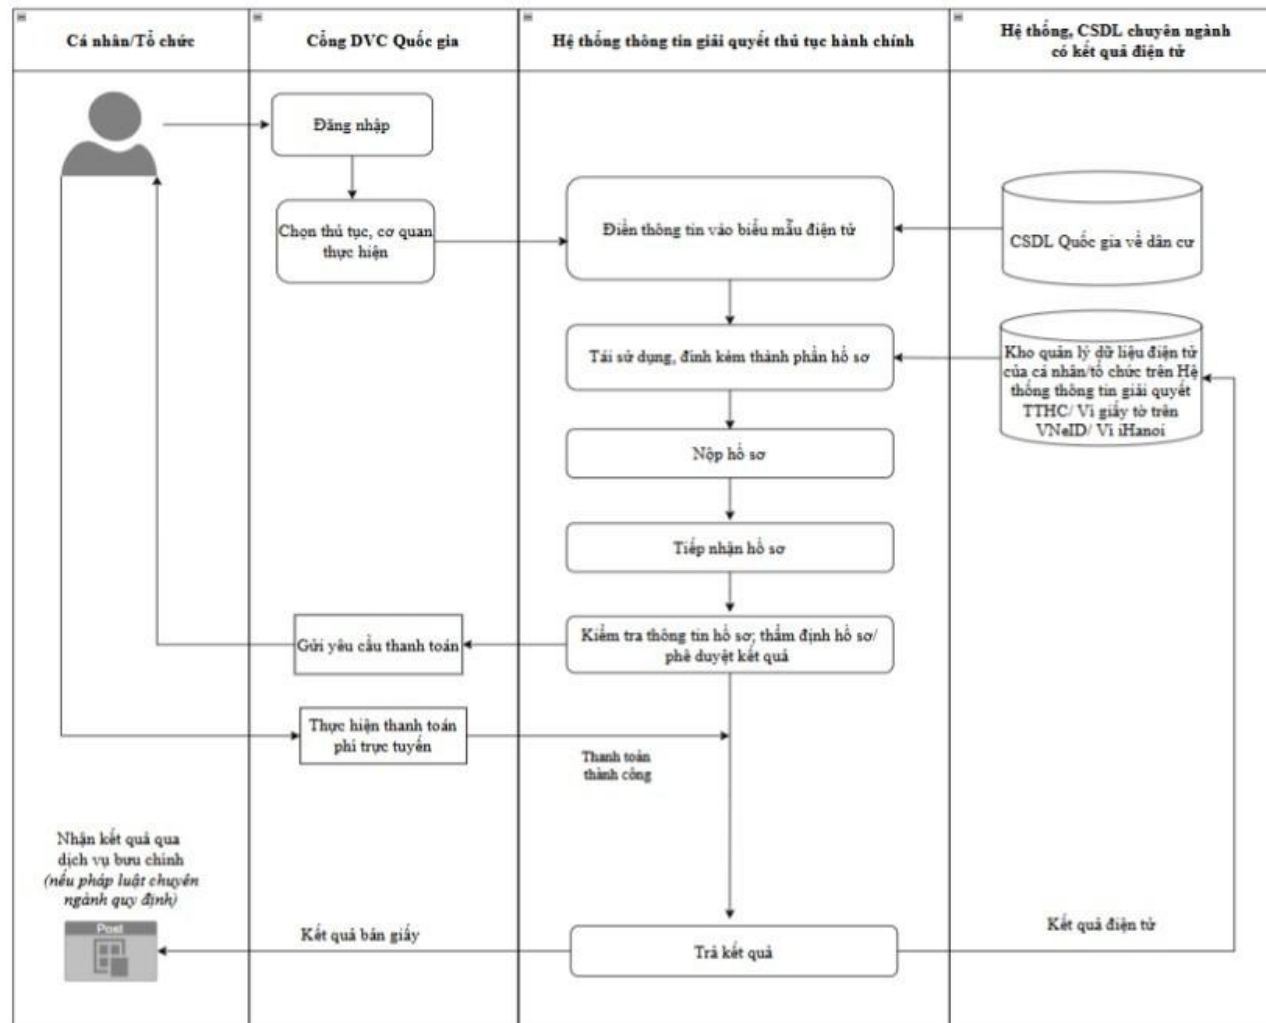 Cá nhân/Tổ chức
Cổng DVC Quốc gia
Hệ thống thông tin giải quyết thủ tục hành chính
Hệ thống, CSDL chuyên ngành
có kết quả điện tử
Đăng nhập
Chọn thủ tục, cơ quan
thực hiện
Điền thông tin vào biểu mẫu điện tử
CSDL Quốc gia về dân cư
Tái sử dụng, đính kèm thành phần hồ sơ
Kho quản lý dữ liệu điện tử
của cá nhân/tổ chức trên Hệ
thống thông tin giải quyết
TTHC/ Ví giấy tờ trên
VNeID/ Ví iHanoi
Nộp hồ sơ
Tiếp nhận hồ sơ
Gửi yêu cầu thanh toán
Kiểm tra thông tin hồ sơ; thẩm định hồ sơ/
phê duyệt kết quả
Thực hiện thanh toán
phí trực tuyến
Thanh toán
thành công
Nhận kết quả qua
dịch vụ bưu chính
(nếu pháp luật chuyên
ngành quy định)
Post
Kết quả bản giấy
Trả kết quả
Kết quả điện tử